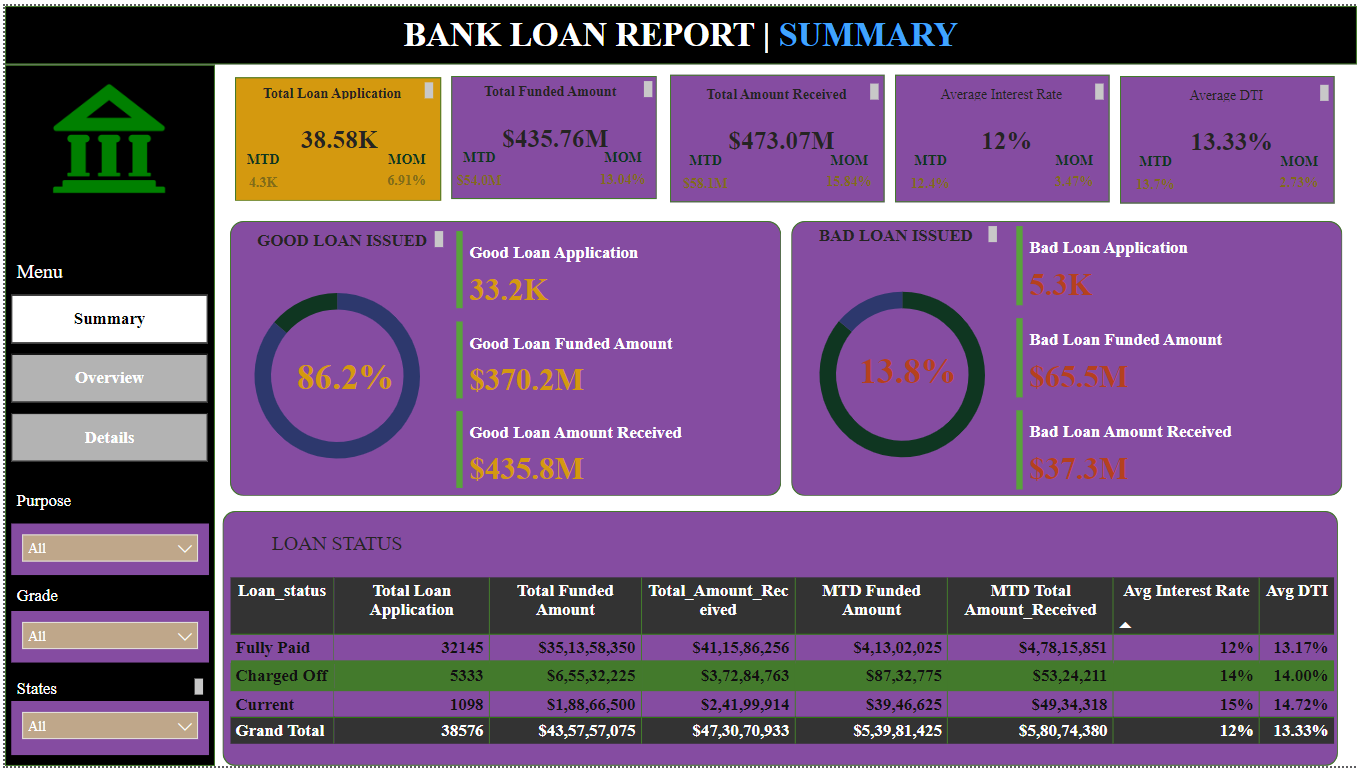 BANK LOAN REPORT | SUMMARY
Menu
Summary
Overview
Details
Purpose
All
Grade
All
States
All
Total Loan Application
38.58K
MTD MOM
4.3K 6.91%
Total Funded Amount
$435.76M
MTD MOM
Total Amount Received
$473.07M
MTD MOM
Average Interest Rate
12%
MTD MOM
Average DTI
13.33%
MTD MOM
GOOD LOAN ISSUED
86.2%
Good Loan Application
33.2K
Good Loan Funded Amount
$370.2M
Good Loan Amount Received
$435.8M
BAD LOAN ISSUED
13.8%
Bad Loan Application
5.3K
Bad Loan Funded Amount
$65.5M
Bad Loan Amount Received
$37.3M
LOAN STATUS
Loan_status Total Loan Total Funded Total_Amount_Rec MTD Funded MTD Total Avg Interest Rate Avg DTI
Application Amount eived Amount Amount_Received
Fully Paid 32145 $35,13,58,350 $41,15,86,256 $4,13,02,025 $4,78,15,851 12% 13.17%
Charged Off 5333 $6,55,32,225 $3,72,84,763 $87,32,775 $53,24,211 14% 14.00%
Current 1098 $1,88,66,500 $2,41,99,914 $39,46,625 $49,34,318 15% 14.72%
Grand Total 38576 $43,57,57,075 $47,30,70,933 $5,39,81,425 $5,80,74,380 12% 13.33%